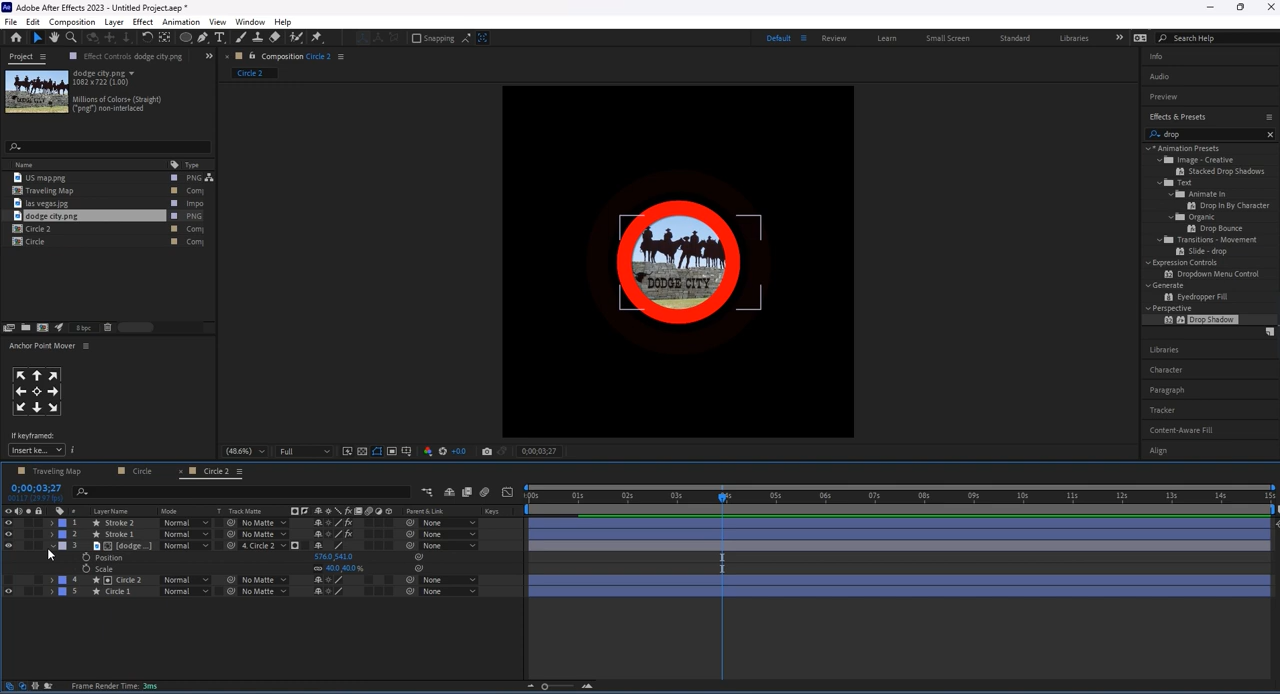 Ae Adobe After Effects 2023 - Untitled Project.aep *
File Edit Composition Layer Effect Animation View Window Help
Snapping Default Review Learn Small Screen Standard Libraries Search Help
Project Effect Controls dodge city.png Composition Circle 2 Info
Circle 2
dodge city.png
1082 x 722 (1.00)
Millions of Colors+ (Straight)
("png!") non-interlaced
Audio
Preview
Effects & Presets
drop
* Animation Presets
Image - Creative
Stacked Drop Shadows
Text
Animate In
Drop In By Character
Organic
Drop Bounce
Transitions - Movement
Slide - drop
Expression Controls
Dropdown Menu Control
Generate
Eyedropper Fill
Perspective
Drop Shadow
Name Type
US map.png PNG
Traveling Map Comp
las vegas.jpg Impo
dodge city.png PNG
Circle 2 Comp
Circle Comp
DODGE CITY
8 bpc
Anchor Point Mover
If keyframed:
Insert ke...
i
Libraries
Character
Paragraph
Tracker
Content-Aware Fill
Align
(48.6%) Full +0.0 0;00;03;27
Traveling Map Circle Circle 2
0;00;03;27
00117 (29.97 fps)
# Layer Name Mode T Track Matte fx Parent & Link Keys
:00s 01s 02s 03s 04s 05s 06s 07s 08s 09s 10s 11s 12s 13s 14s 15s
1 Stroke 2 Normal No Matte fx None
2 Stroke 1 Normal No Matte fx None
3 [dodge ...] Normal 4. Circle 2 None
Position 576.0,541.0
Scale 40.0,40.0 %
4 Circle 2 Normal No Matte None
5 Circle 1 Normal No Matte None
Frame Render Time: 3ms